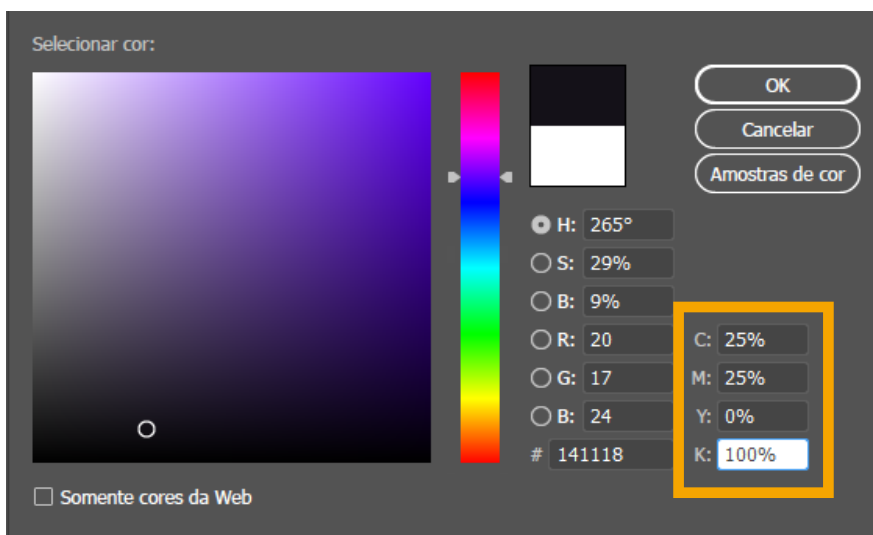 Selecionar cor:
OK
Cancelar
Amostras de cor
H: 265°
S: 29%
B: 9%
R: 20
C: 25%
G: 17
M: 25%
B: 24
Y: 0%
# 141118
K: 100%
Somente cores da Web